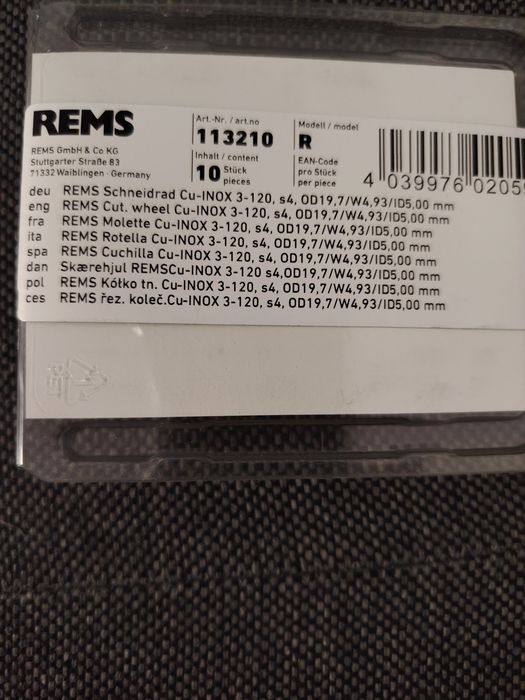 REMS
REMS GmbH & Co KG
Stuttgarter Straße 83
71332 Waiblingen · Germany
Art.-Nr. / art.no
113210
Inhalt / content
10 Stück
pieces
Modell / model
R
EAN-Code
pro Stück
per piece
4 039976 0205
deu REMS Schneidrad Cu-INOX 3-120, s4, OD19,7/W4,93/ID5,00 mm
eng REMS Cut. wheel Cu-INOX 3-120, s4, OD19,7/W4,93/ID5,00 mm
fra REMS Molette Cu-INOX 3-120, s4, OD19,7/W4,93/ID5,00 mm
ita REMS Rotella Cu-INOX 3-120, s4, OD19,7/W4,93/ID5,00 mm
spa REMS Cuchilla Cu-INOX 3-120, s4, OD19,7/W4,93/ID5,00 mm
dan Skærehjul REMSCu-INOX 3-120 s4,OD19,7/W4,93/ID5,00 mm
pol REMS Kółko tn. Cu-INOX 3-120, s4, OD19,7/W4,93/ID5,00 mm
ces REMS řez. koleč.Cu-INOX 3-120, s4, OD19,7/W4,93/ID5,00 mm
PET